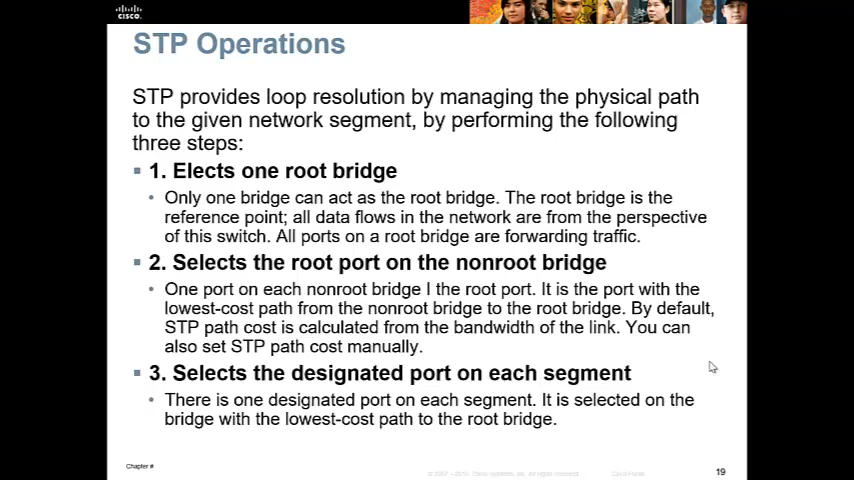 CISCO
STP Operations
STP provides loop resolution by managing the physical path
to the given network segment, by performing the following
three steps:
1. Elects one root bridge
Only one bridge can act as the root bridge. The root bridge is the
reference point; all data flows in the network are from the perspective
of this switch. All ports on a root bridge are forwarding traffic.
2. Selects the root port on the nonroot bridge
One port on each nonroot bridge I the root port. It is the port with the
lowest-cost path from the nonroot bridge to the root bridge. By default,
STP path cost is calculated from the bandwidth of the link. You can
also set STP path cost manually.
3. Selects the designated port on each segment
There is one designated port on each segment. It is selected on the
bridge with the lowest-cost path to the root bridge.
Chapter #
19